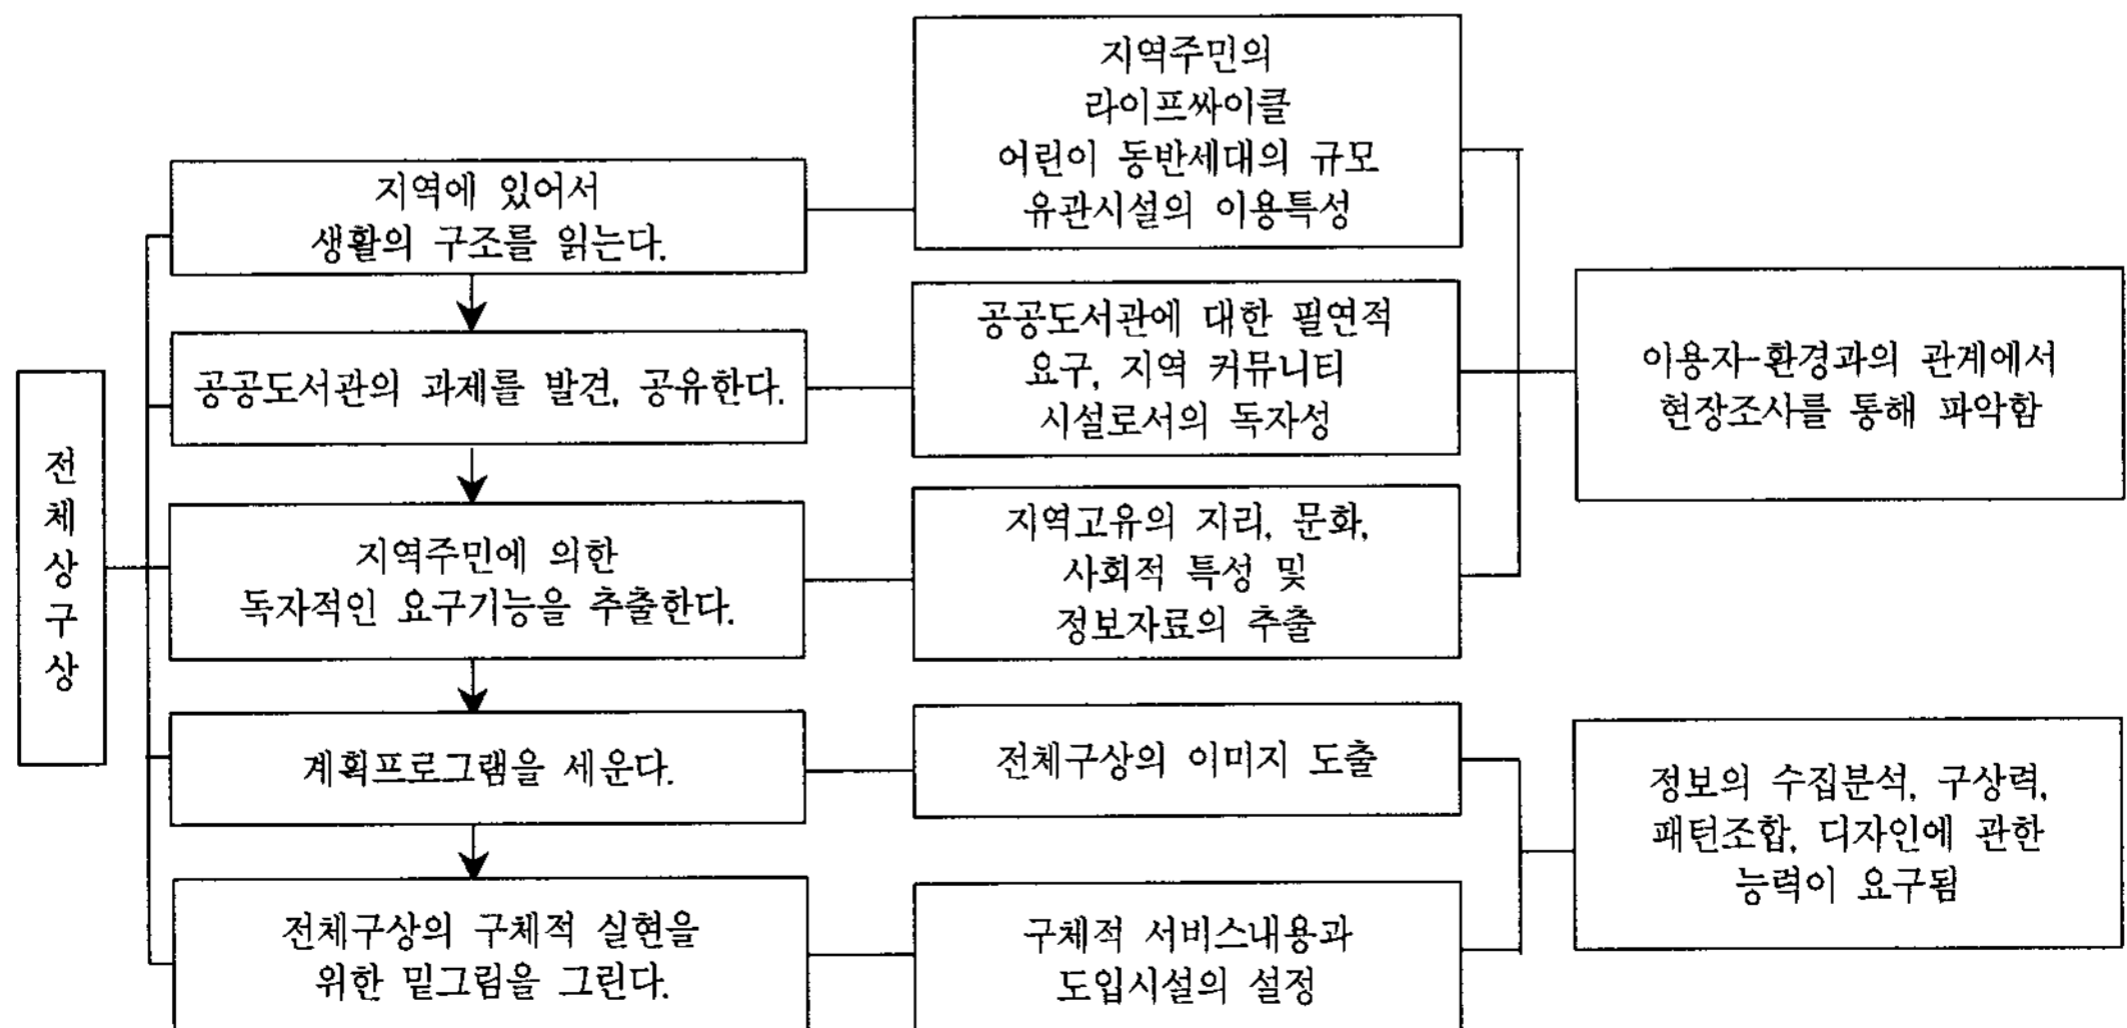 전체상구상
지역에 있어서
생활의 구조를 읽는다.
공공도서관의 과제를 발견, 공유한다.
지역주민에 의한
독자적인 요구기능을 추출한다.
계획프로그램을 세운다.
전체구상의 구체적 실현을
위한 밑그림을 그린다.
지역주민의
라이프싸이클
어린이 동반세대의 규모
유관시설의 이용특성
공공도서관에 대한 필연적
요구, 지역 커뮤니티
시설로서의 독자성
지역고유의 지리, 문화,
사회적 특성 및
정보자료의 추출
전체구상의 이미지 도출
구체적 서비스내용과
도입시설의 설정
이용자-환경과의 관계에서
현장조사를 통해 파악함
정보의 수집분석, 구상력,
패턴조합, 디자인에 관한
능력이 요구됨